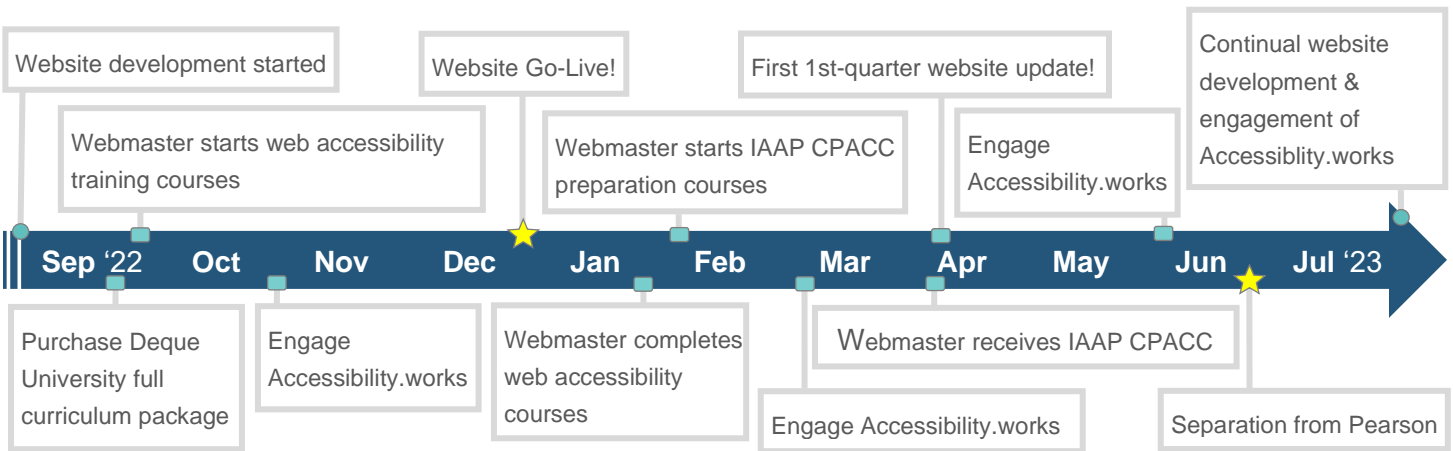 Website development started
Website Go-Live!
First 1st-quarter website update!
Continual website
development &
engagement of
Accessiblity.works
Webmaster starts web accessibility
training courses
Webmaster starts IAAP CPACC
preparation courses
Engage
Accessibility.works
Sep ‘22 Oct Nov Dec Jan Feb Mar Apr May Jun Jul ‘23
Purchase Deque
University full
curriculum package
Engage
Accessibility.works
Webmaster completes
web accessibility
courses
Webmaster receives IAAP CPACC
Engage Accessibility.works
Separation from Pearson